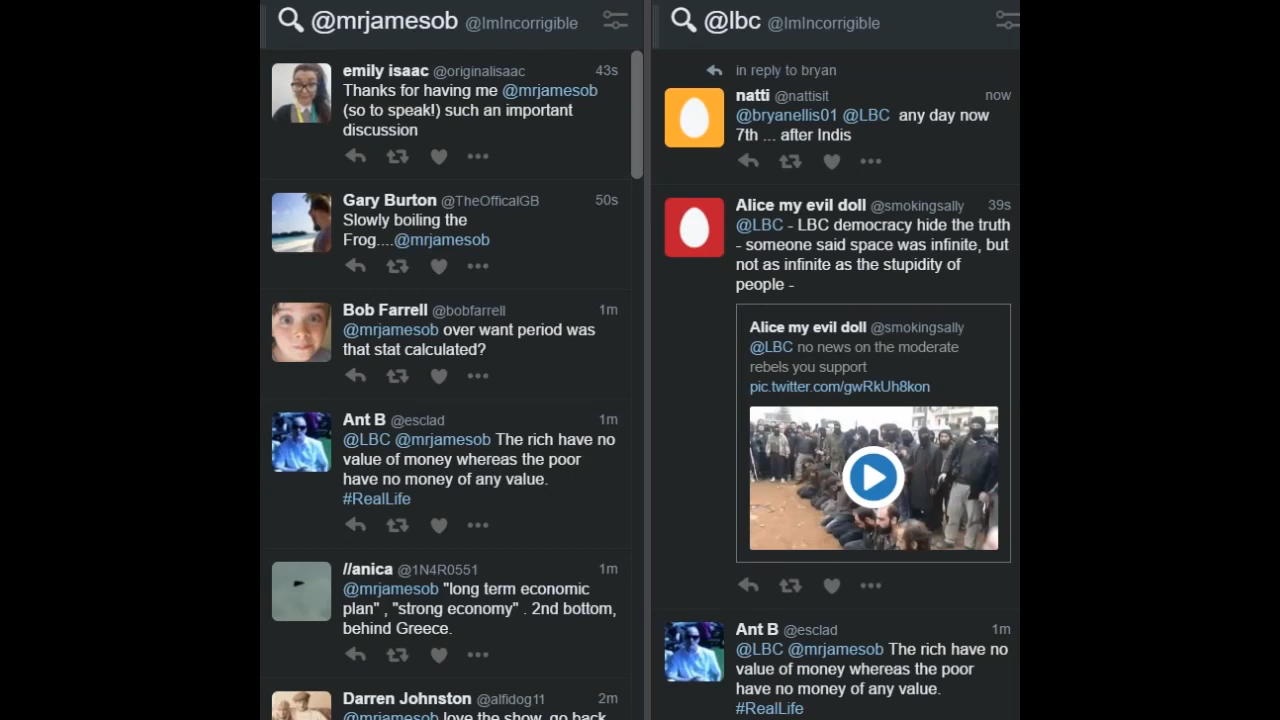 @mrjamesob @ImIncorrigible
emily isaac @originalisaac 43s
Thanks for having me @mrjamesob
(so to speak!) such an important
discussion
Gary Burton @TheOfficalGB 50s
Slowly boiling the
Frog....@mrjamesob
Bob Farrell @bobfarrell 1m
@mrjamesob over want period was
that stat calculated?
Ant B @esclad 1m
@LBC @mrjamesob The rich have no
value of money whereas the poor
have no money of any value.
#RealLife
//anica @1N4R0551 1m
@mrjamesob "long term economic
plan" , "strong economy" . 2nd bottom,
behind Greece.
Darren Johnston @alfidog11 2m
@mrjamesob love the show, go back
@lbc @ImIncorrigible
in reply to bryan
natti @nattisit now
@bryanellis01 @LBC any day now
7th ... after Indis
Alice my evil doll @smokingsally 39s
@LBC - LBC democracy hide the truth
- someone said space was infinite, but
not as infinite as the stupidity of
people -
Alice my evil doll @smokingsally
@LBC no news on the moderate
rebels you support
pic.twitter.com/gwRkUh8kon
Ant B @esclad 1m
@LBC @mrjamesob The rich have no
value of money whereas the poor
have no money of any value.
#RealLife